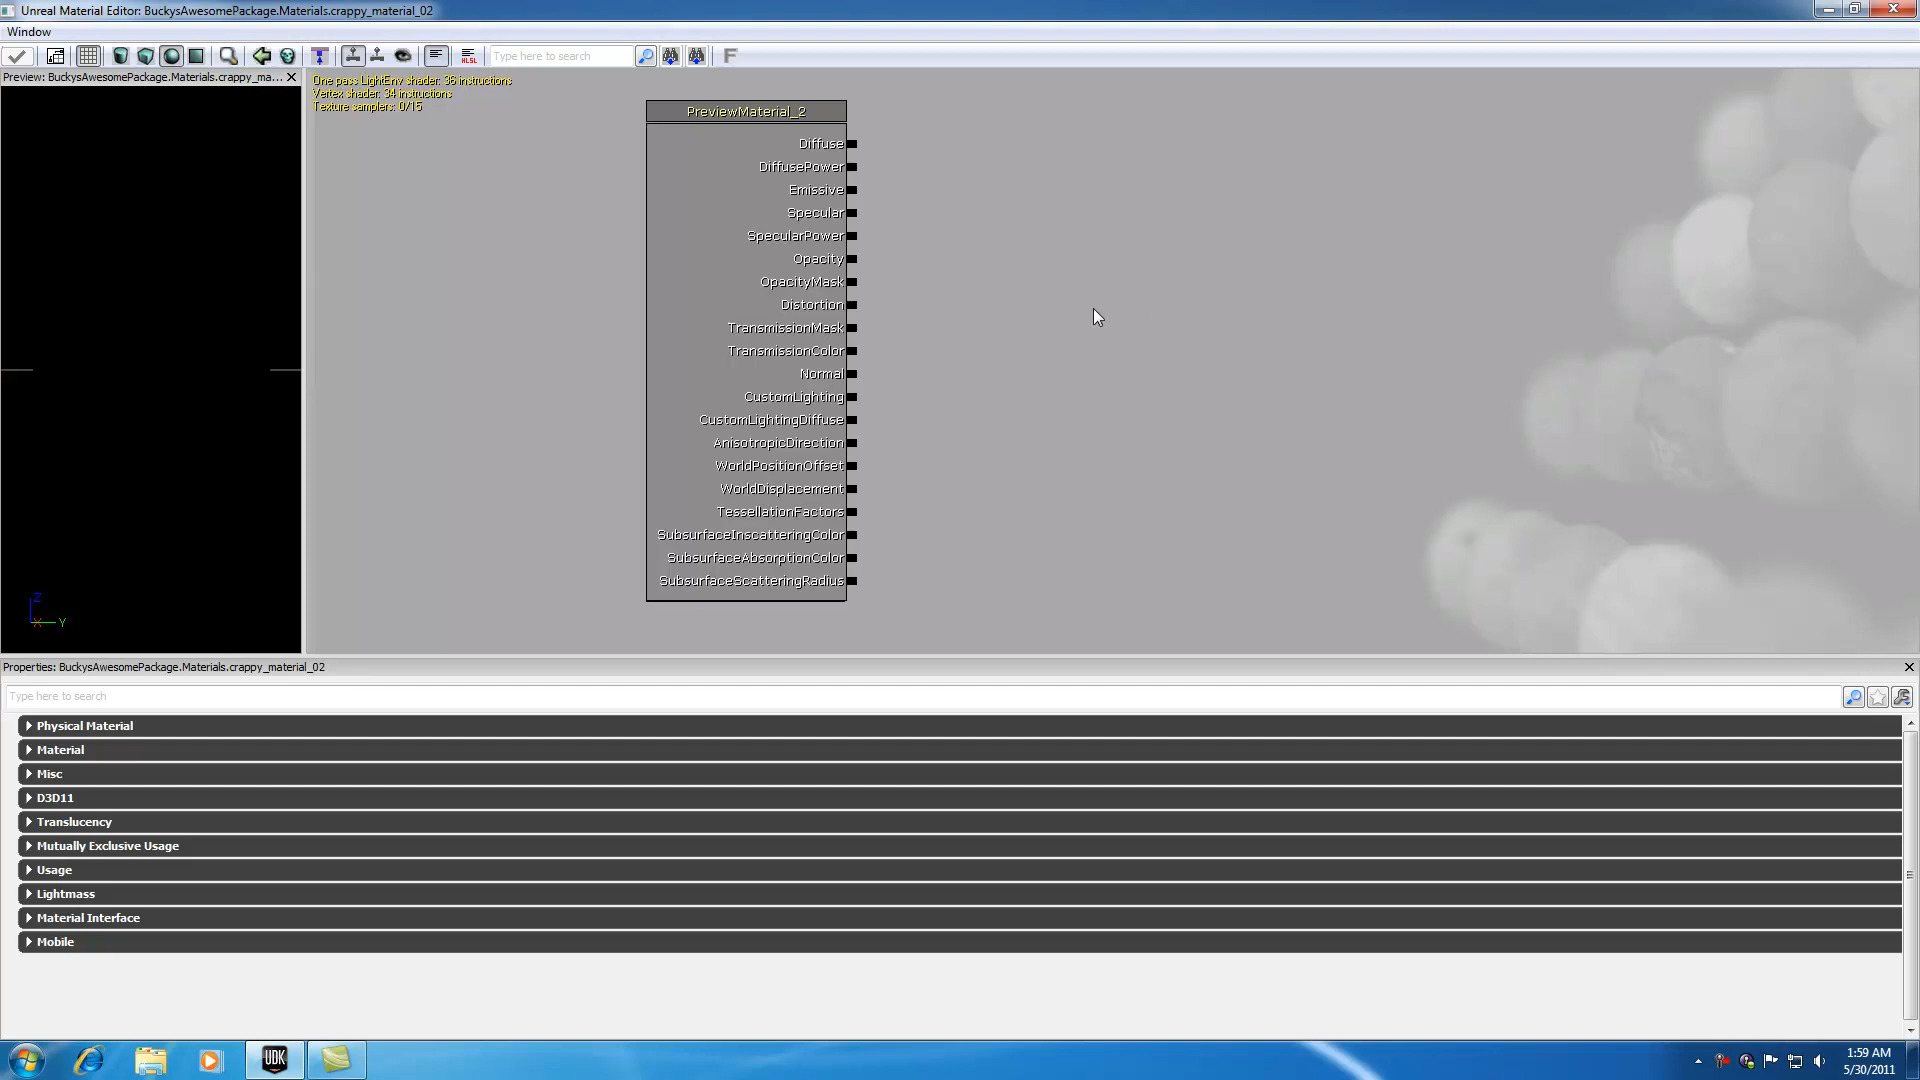 Unreal Material Editor: BuckysAwesomePackage.Materials.crappy_material_02
Window
HLSL
Type here to search
F
Preview: BuckysAwesomePackage.Materials.crappy_ma...
One pass LightEnv shader: 36 instructions
Vertex shader: 34 instructions
Texture samplers: 0/15
PreviewMaterial_2
Diffuse
DiffusePower
Emissive
Specular
SpecularPower
Opacity
OpacityMask
Distortion
TransmissionMask
TransmissionColor
Normal
CustomLighting
CustomLightingDiffuse
AnisotropicDirection
WorldPositionOffset
WorldDisplacement
TessellationFactors
SubsurfaceInscatteringColor
SubsurfaceAbsorptionColor
SubsurfaceScatteringRadius
Z
X Y
Properties: BuckysAwesomePackage.Materials.crappy_material_02
Type here to search
Physical Material
Material
Misc
D3D11
Translucency
Mutually Exclusive Usage
Usage
Lightmass
Material Interface
Mobile
UDK
1:59 AM
5/30/2011